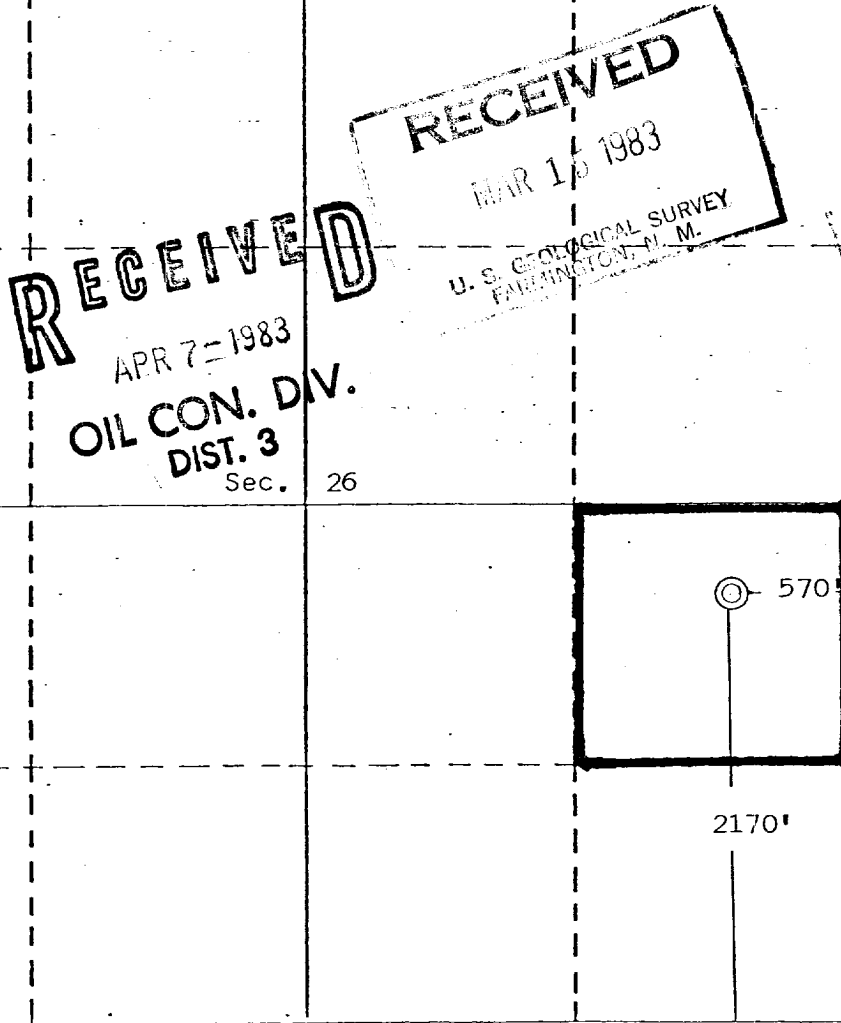 RECEIVED
MAR 15 1983
U. S. GEOLOGICAL SURVEY
FARMINGTON, N. M.
RECEIVED
APR 7 - 1983
OIL CON. DIV.
DIST. 3
Sec. 26
570'
2170'